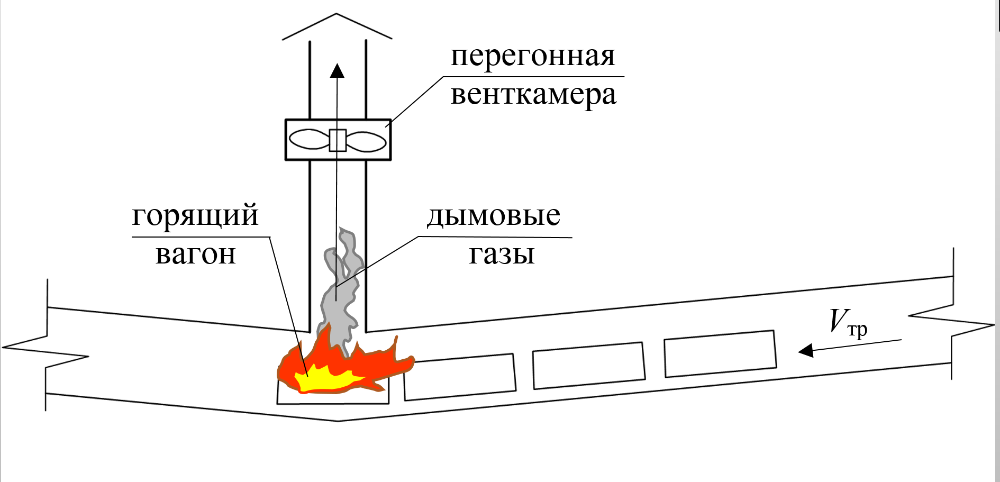 перегонная
венткамера
горящий
вагон
дымовые
газы
Vтр